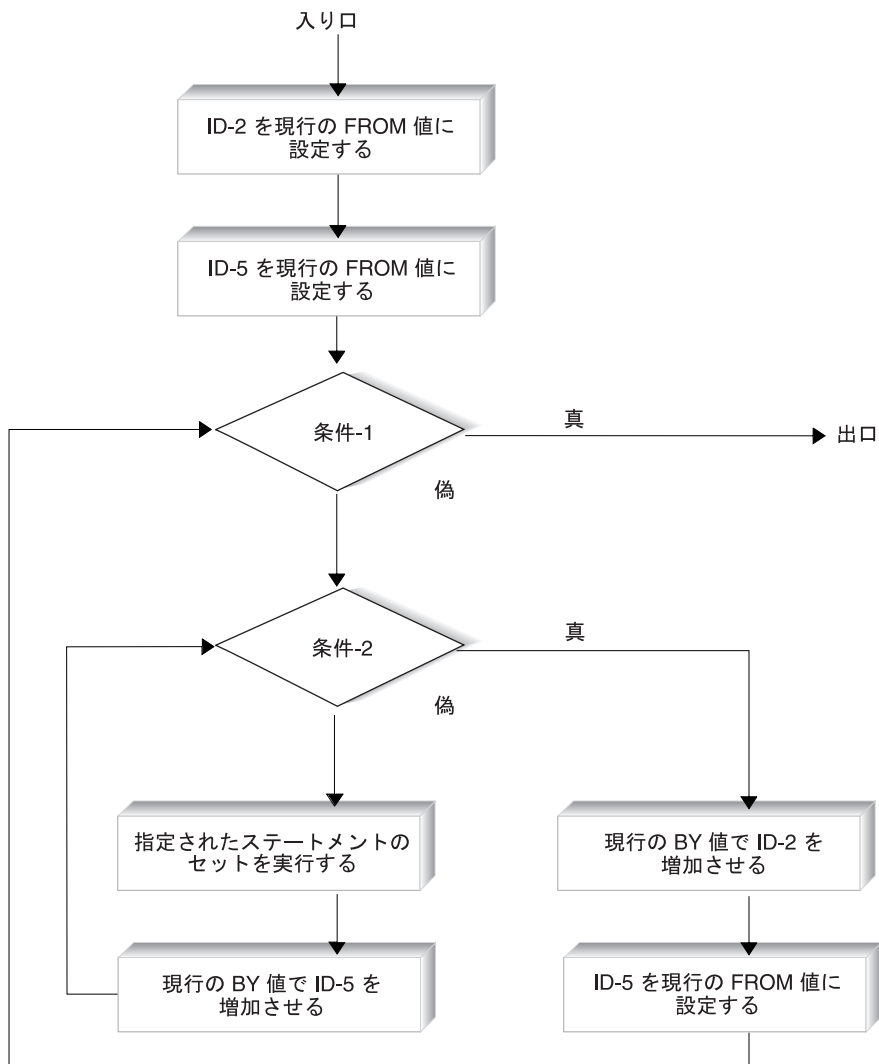 入り口
ID-2 を現行の FROM 値に
設定する
ID-5 を現行の FROM 値に
設定する
条件-1
真
出口
偽
条件-2
真
偽
指定されたステートメントの
セットを実行する
現行の BY 値で ID-2 を
増加させる
現行の BY 値で ID-5 を
増加させる
ID-5 を現行の FROM 値に
設定する